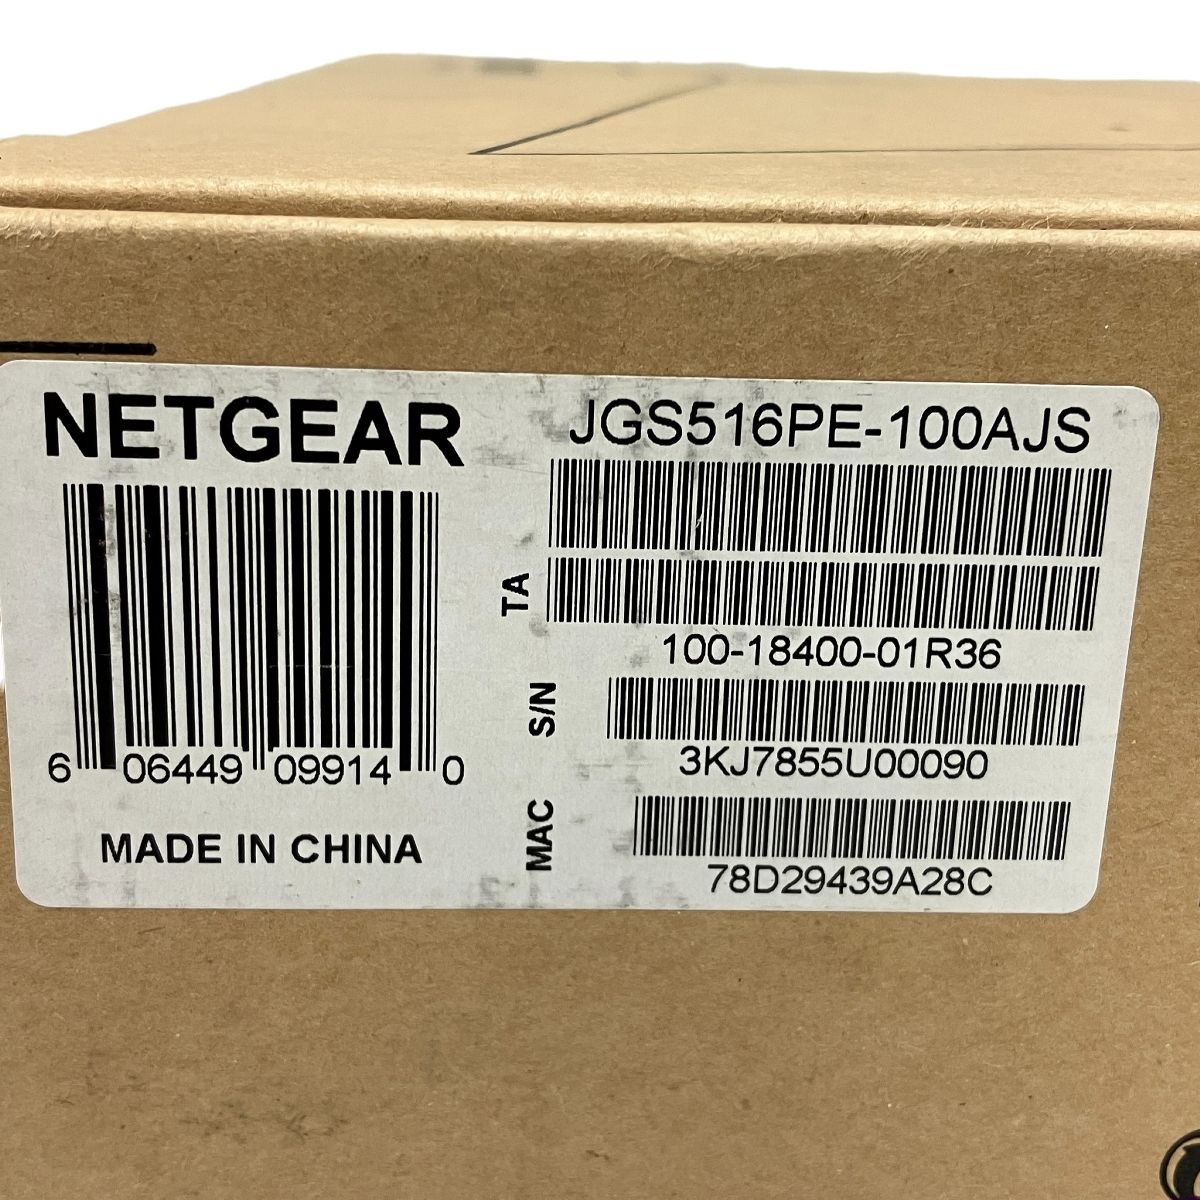 NETGEAR
6 06449 09914 0
MADE IN CHINA
JGS516PE-100AJS
TA
100-18400-01R36
S/N
3KJ7855U00090
MAC
78D29439A28C